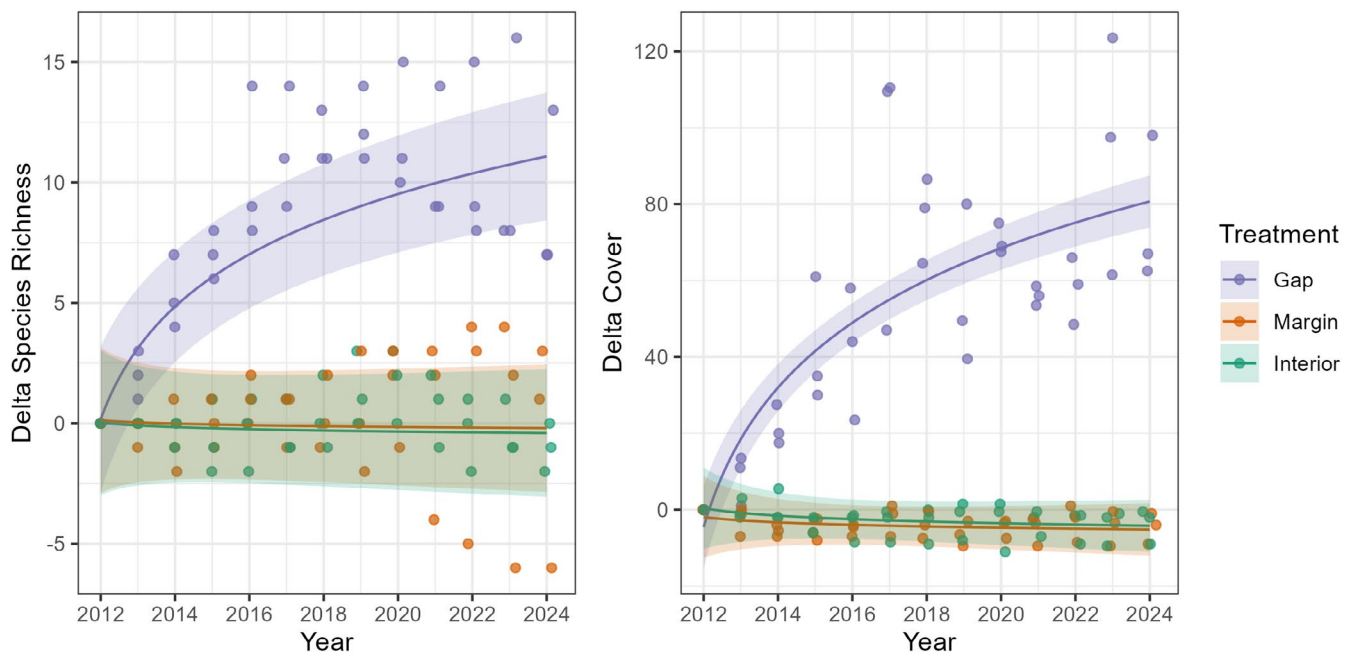 Delta Species Richness
15
10
5
0
-5
2012 2014 2016 2018 2020 2022 2024
Year
Delta Cover
120
80
40
0
2012 2014 2016 2018 2020 2022 2024
Year
Treatment
Gap
Margin
Interior